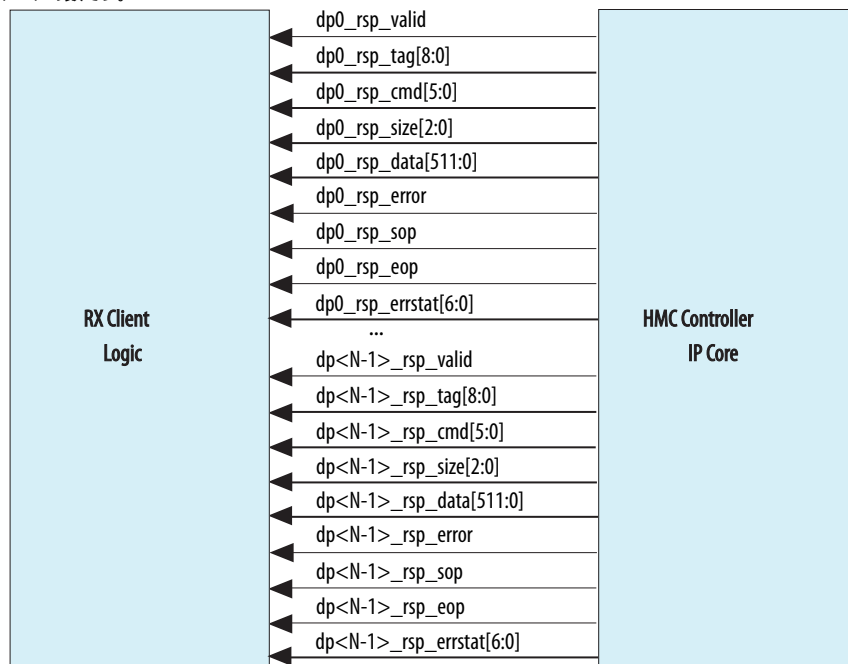 dp0_rsp_valid
dp0_rsp_tag[8:0]
dp0_rsp_cmd[5:0]
dp0_rsp_size[2:0]
dp0_rsp_data[511:0]
dp0_rsp_error
dp0_rsp_sop
dp0_rsp_eop
dp0_rsp_errstat[6:0]
...
RX Client
Logic
HMC Controller
IP Core
dp<N-1>_rsp_valid
dp<N-1>_rsp_tag[8:0]
dp<N-1>_rsp_cmd[5:0]
dp<N-1>_rsp_size[2:0]
dp<N-1>_rsp_data[511:0]
dp<N-1>_rsp_error
dp<N-1>_rsp_sop
dp<N-1>_rsp_eop
dp<N-1>_rsp_errstat[6:0]